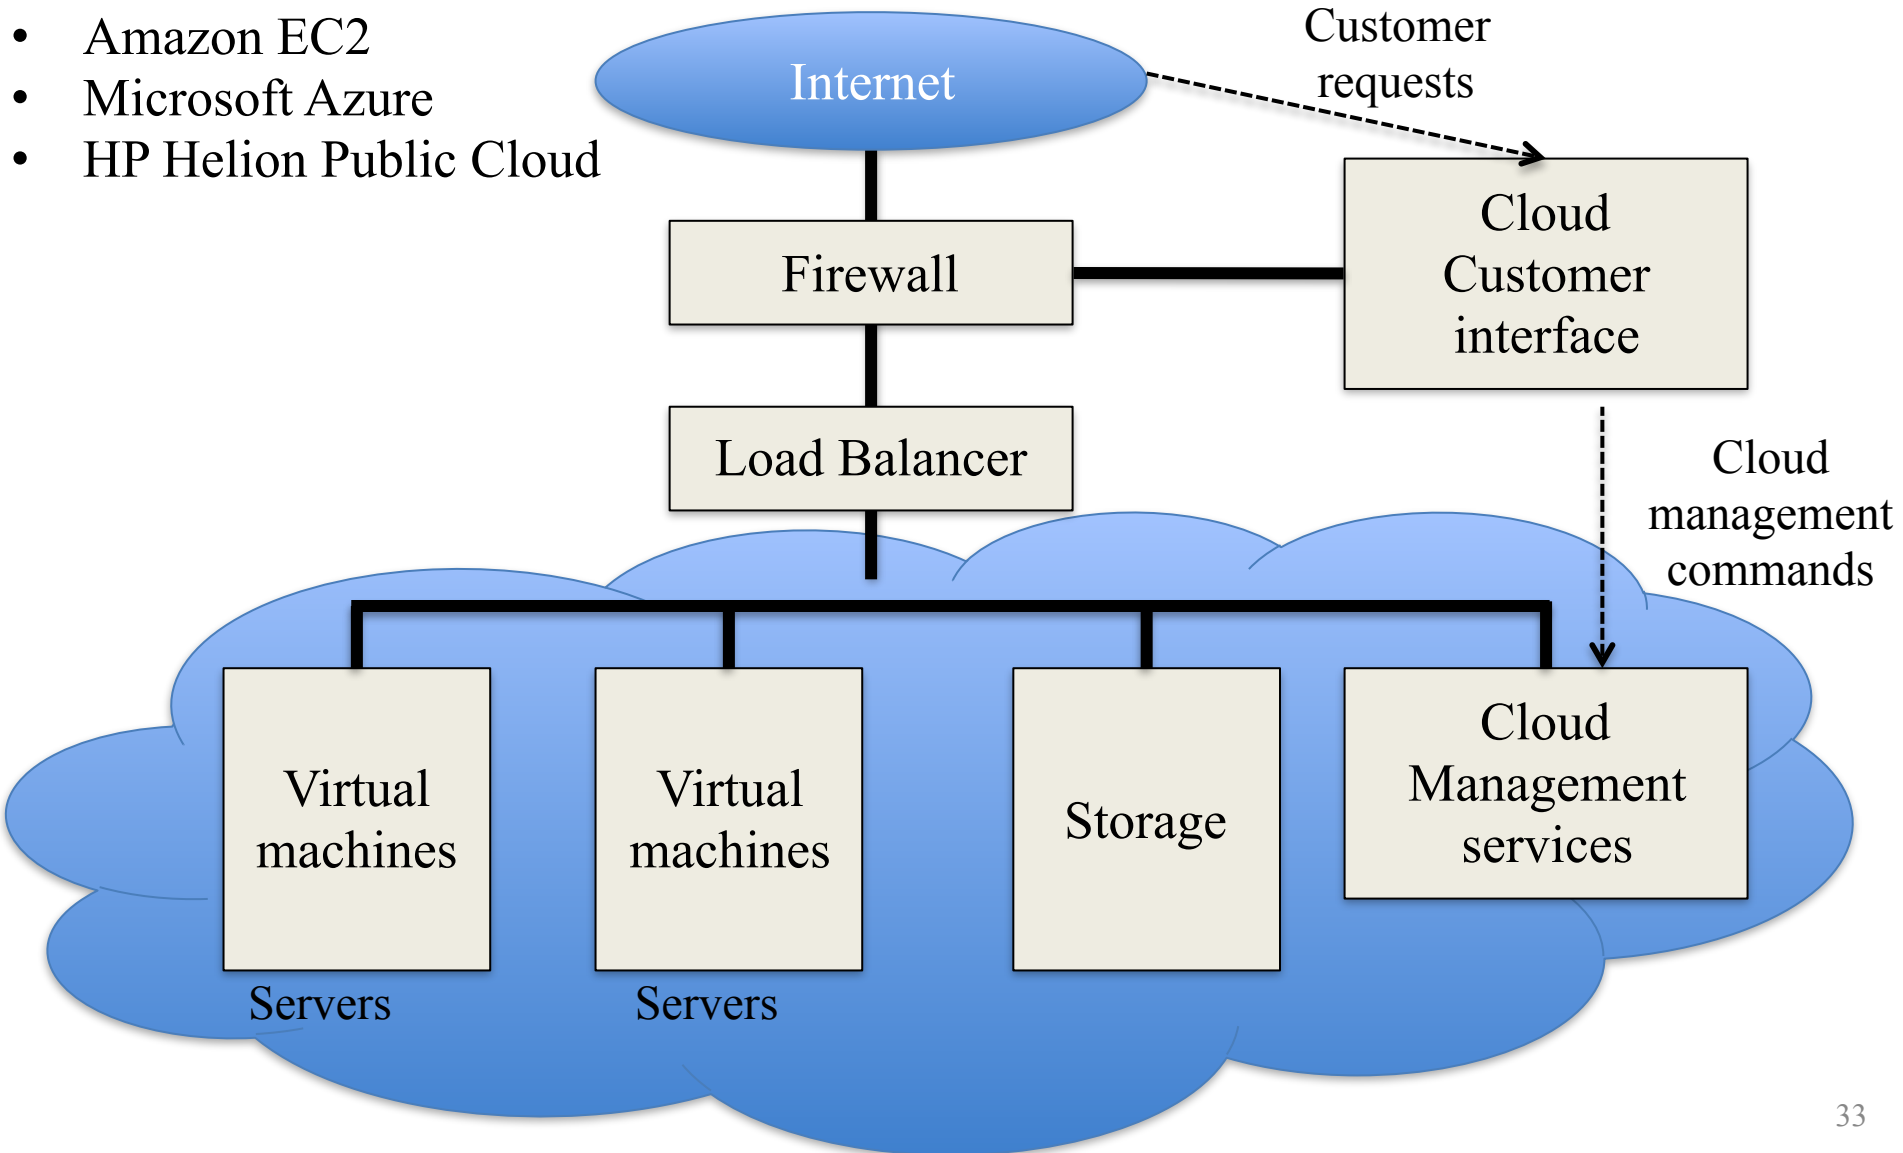 • Amazon EC2
• Microsoft Azure
• HP Helion Public Cloud
Internet
Customer
requests
Firewall
Cloud
Customer
interface
Load Balancer
Cloud
management
commands
Virtual
machines
Virtual
machines
Storage
Cloud
Management
services
Servers
Servers
33